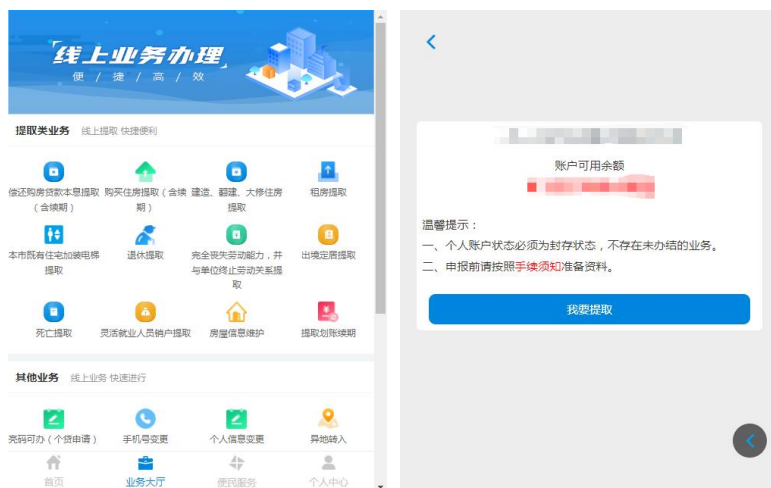 线上业务办理
便 / 捷 / 高 / 效
提取类业务 线上提取 快捷便利
偿还购房贷款本息提取（含续期）
购买住房提取（含续期）
建造、翻建、大修住房提取
租房提取
本市既有住宅加装电梯提取
退休提取
完全丧失劳动能力，并与单位终止劳动关系提取
出境定居提取
死亡提取
灵活就业人员销户提取
房屋信息维护
提取划账续期
其他业务 线上业务 快速进行
亮码可办（个贷申请）
手机号变更
个人信息变更
异地转入
首页
业务大厅
便民服务
个人中心
账户可用余额
温馨提示：
一、个人账户状态必须为封存状态，不存在未办结的业务。
二、申报前请按照手续须知准备资料。
我要提取